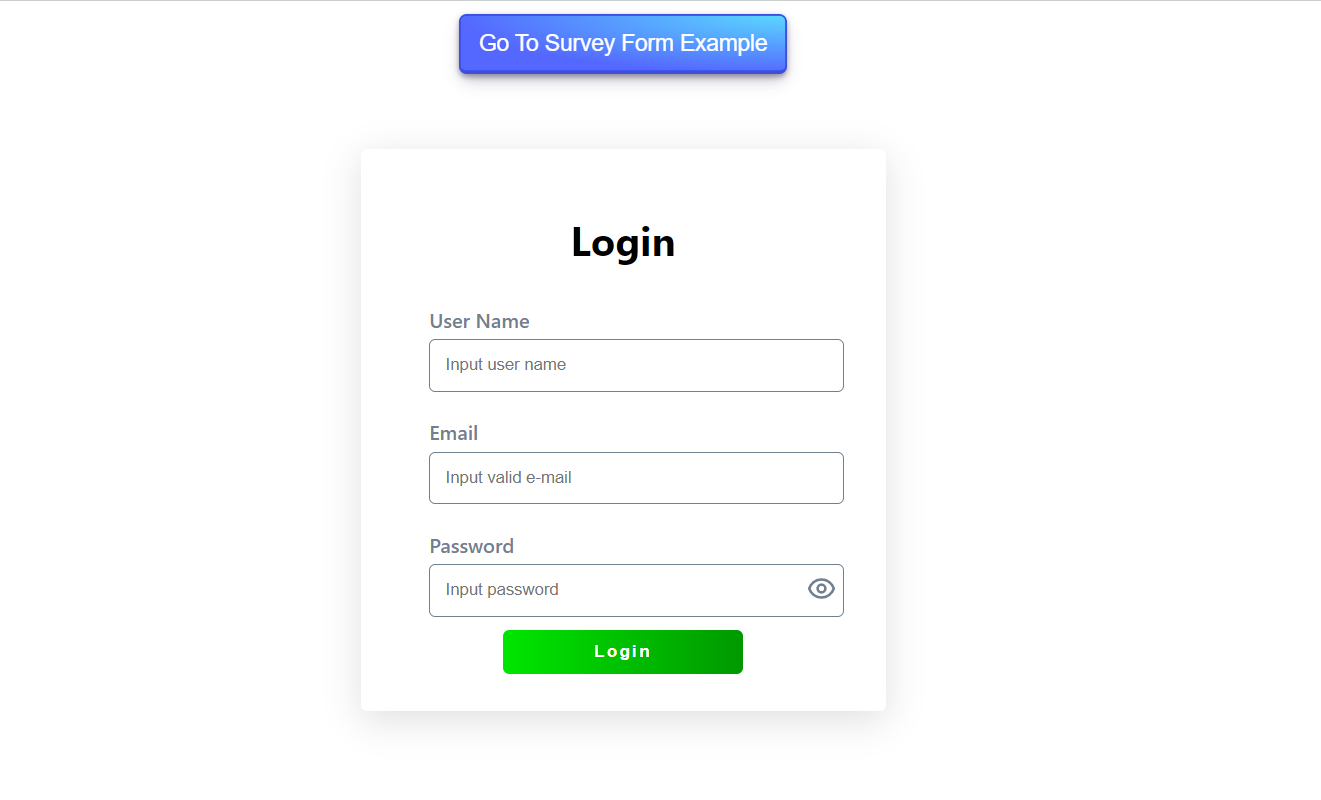 Go To Survey Form Example
Login
User Name
Input user name
Email
Input valid e-mail
Password
Input password
Login